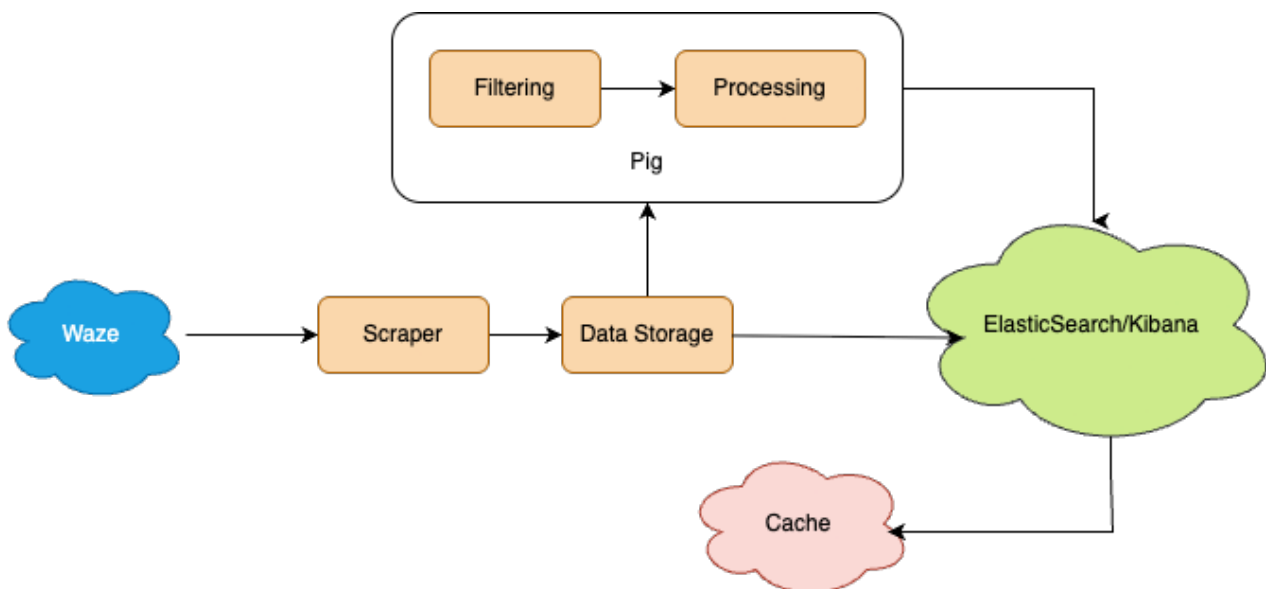 Filtering
Processing
Pig
Waze
Scraper
Data Storage
ElasticSearch/Kibana
Cache